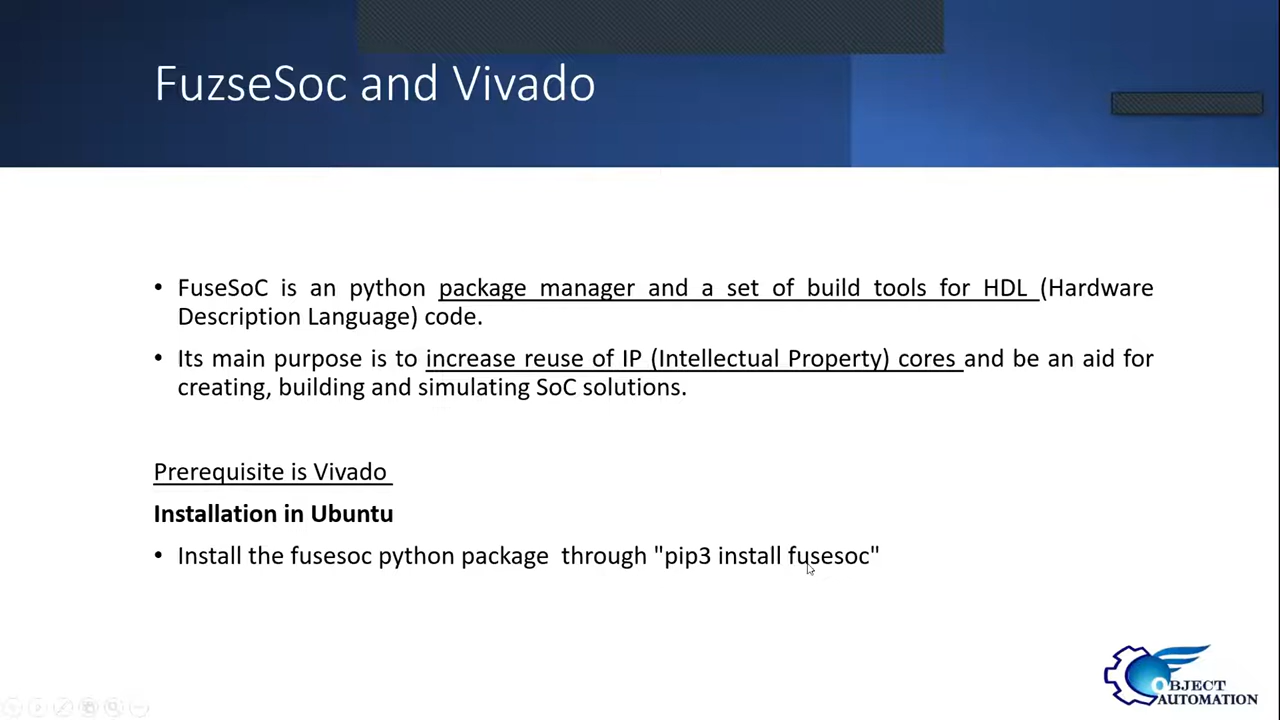 FuzseSoc and Vivado
• FuseSoC is an python package manager and a set of build tools for HDL (Hardware
Description Language) code.
• Its main purpose is to increase reuse of IP (Intellectual Property) cores and be an aid for
creating, building and simulating SoC solutions.
Prerequisite is Vivado
Installation in Ubuntu
• Install the fusesoc python package through "pip3 install fusesoc"
OBJECT
AUTOMATION